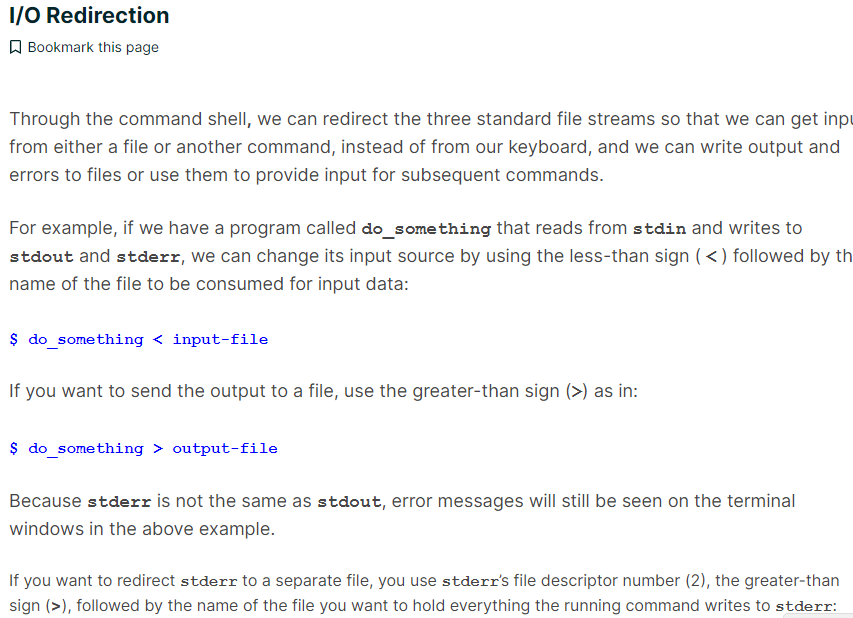 I/O Redirection
Bookmark this page
Through the command shell, we can redirect the three standard file streams so that we can get inpu
from either a file or another command, instead of from our keyboard, and we can write output and
errors to files or use them to provide input for subsequent commands.
For example, if we have a program called do_something that reads from stdin and writes to
stdout and stderr, we can change its input source by using the less-than sign ( < ) followed by th
name of the file to be consumed for input data:
$ do_something < input-file
If you want to send the output to a file, use the greater-than sign (>) as in:
$ do_something > output-file
Because stderr is not the same as stdout, error messages will still be seen on the terminal
windows in the above example.
If you want to redirect stderr to a separate file, you use stderr’s file descriptor number (2), the greater-than
sign (>), followed by the name of the file you want to hold everything the running command writes to stderr: